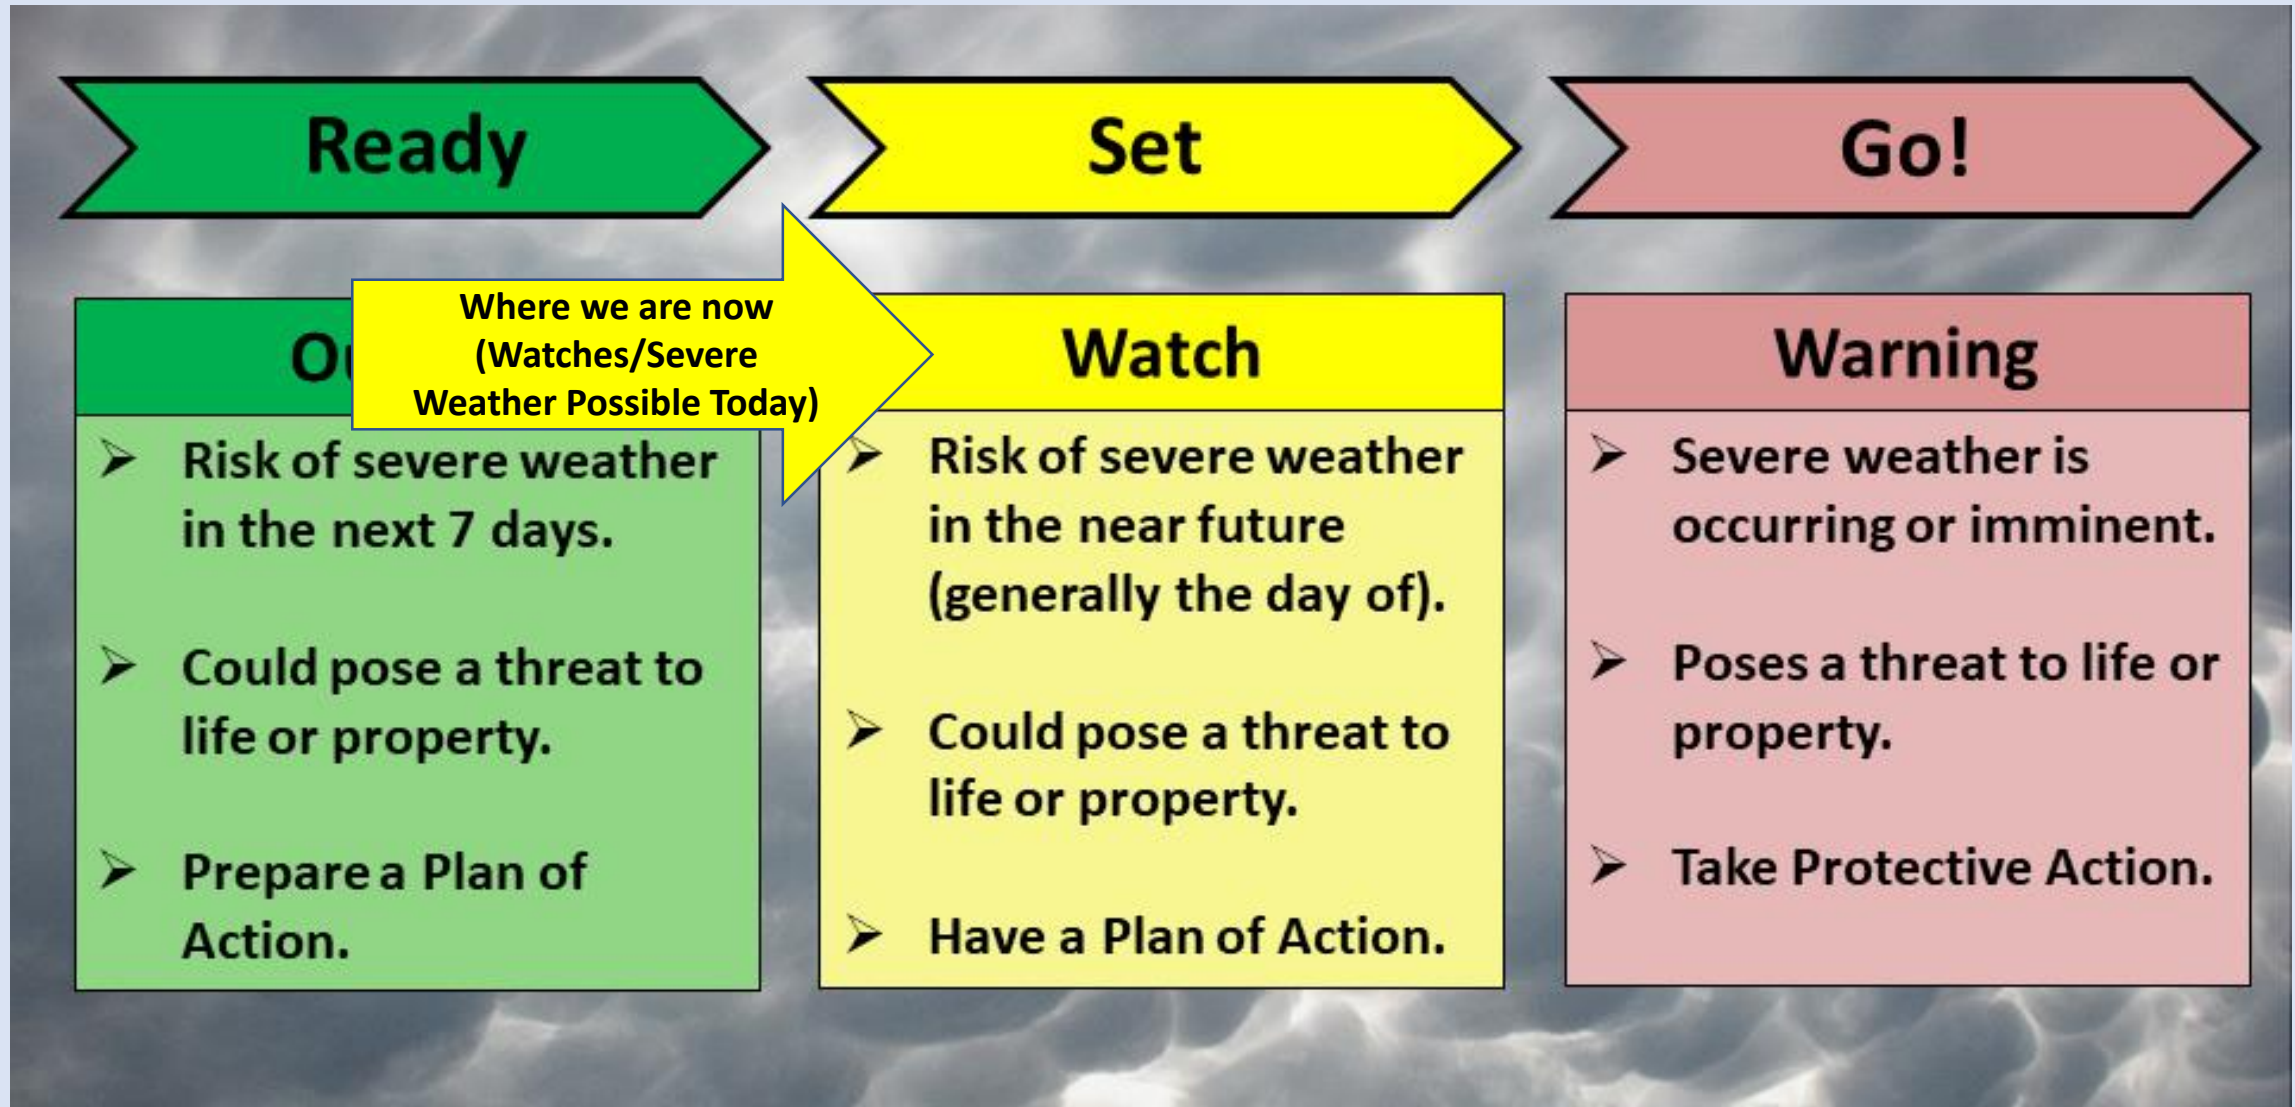 Ready
Set
Go!
Where we are now
(Watches/Severe
Weather Possible Today)
Watch
Warning
Risk of severe weather
in the next 7 days.
Could pose a threat to
life or property.
Prepare a Plan of
Action.
Risk of severe weather
in the near future
(generally the day of).
Could pose a threat to
life or property.
Have a Plan of Action.
Severe weather is
occurring or imminent.
Poses a threat to life or
property.
Take Protective Action.